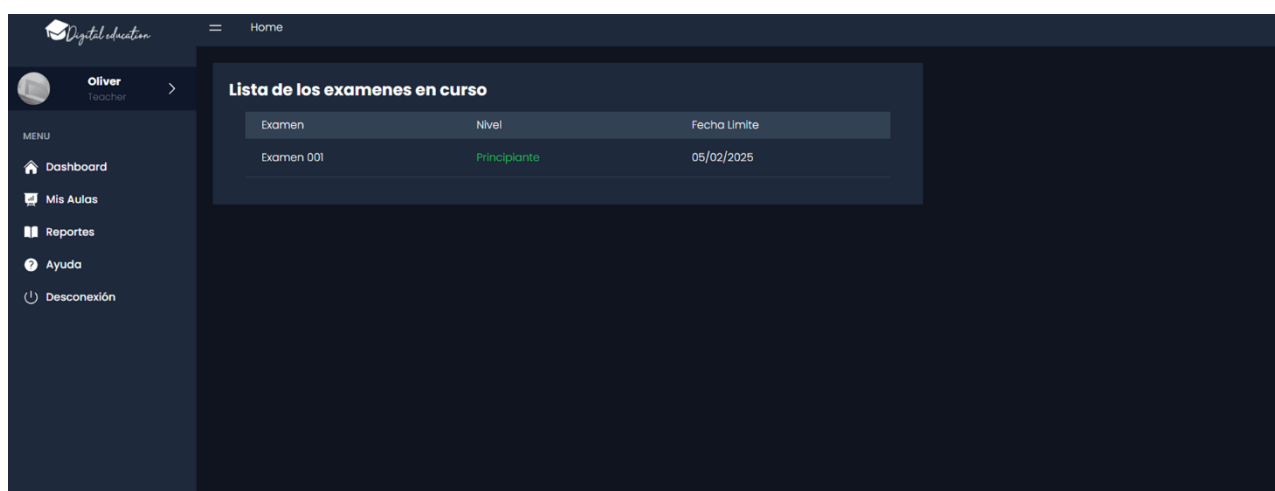 Digital education
Home
Oliver
Teacher
MENU
Dashboard
Mis Aulas
Reportes
Ayuda
Desconexión
Lista de los examenes en curso
Examen Nivel Fecha Limite
Examen 001 Principiante 05/02/2025